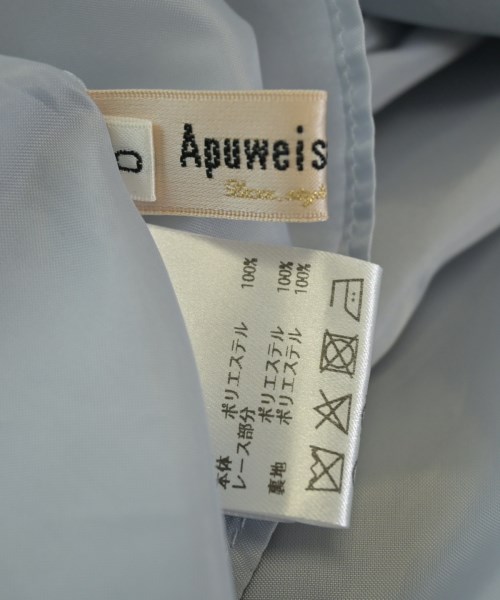 Apuweis
0
本体 ポリエステル 100%
レース部分 ポリエステル 100%
裏地 ポリエステル 100%